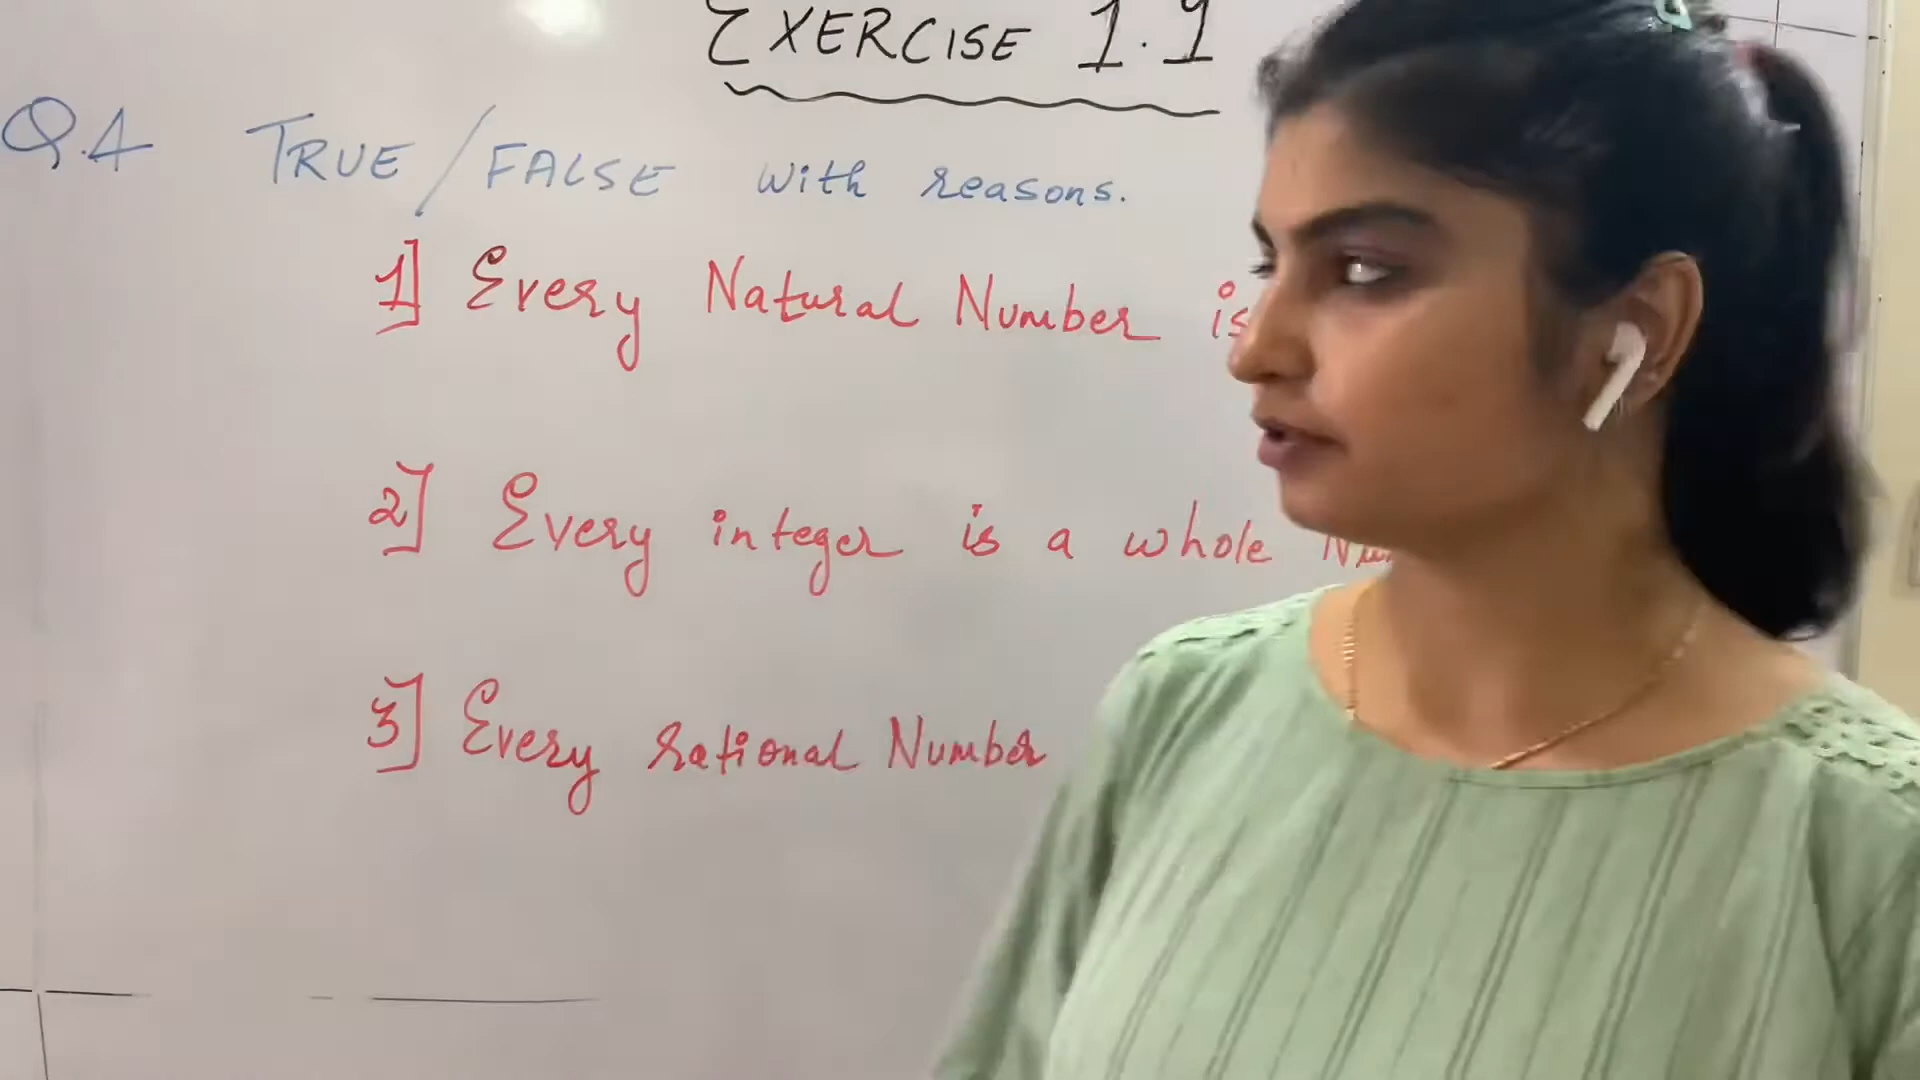 EXERCISE 1.1
Q.4 TRUE/FALSE with reasons.
1] Every Natural Number is
2] Every integer is a whole
3] Every rational Number